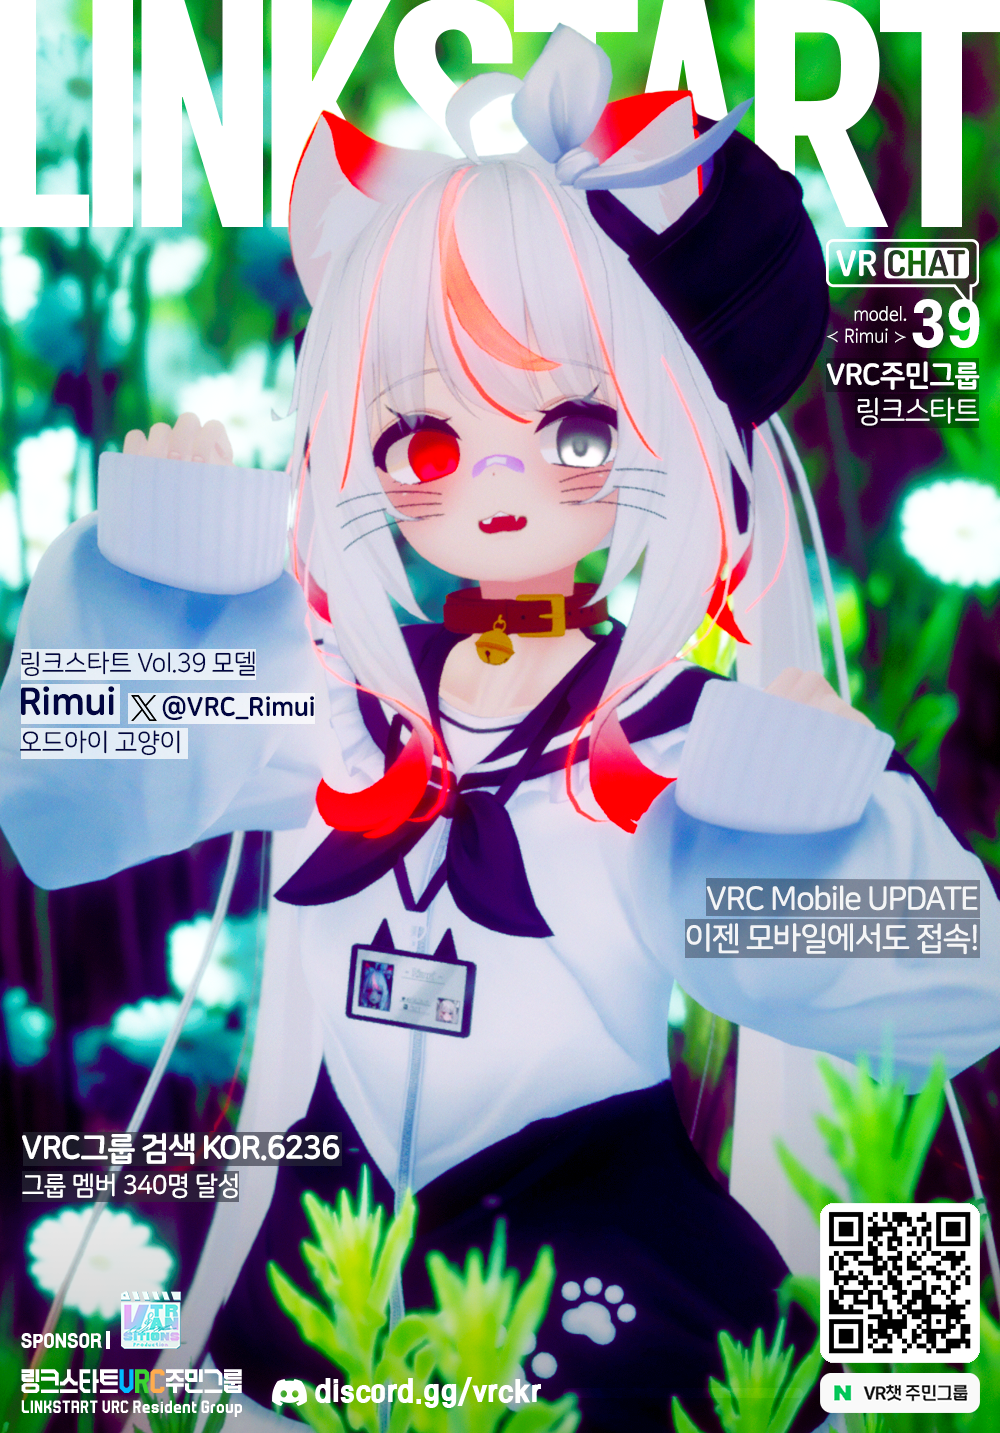 LINKSTART
VR CHAT
model. 39
< Rimui >
VRC주민그룹
링크스타트
링크스타트 Vol.39 모델
Rimui X @VRC_Rimui
오드아이 고양이
VRC Mobile UPDATE
이젠 모바일에서도 접속!
VRC그룹 검색 KOR.6236
그룹 멤버 340명 달성
SPONSOR |
V TRANSITIONS
Production
링크스타트VRC주민그룹
LINKSTART VRC Resident Group
discord.gg/vrckr
N VR챗 주민그룹